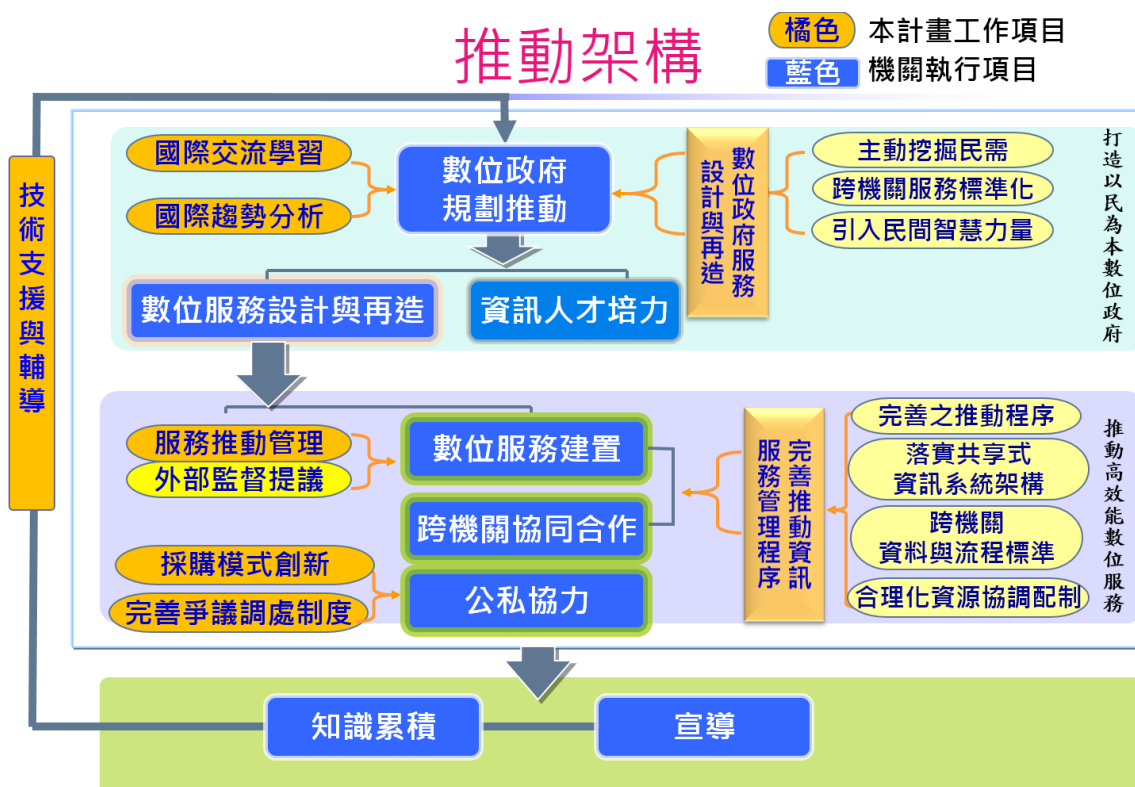 推動架構
橘色 本計畫工作項目
藍色 機關執行項目
技術支援與輔導
國際交流學習
國際趨勢分析
數位政府
規劃推動
數位政府服務
設計與再造
主動挖掘民需
跨機關服務標準化
引入民間智慧力量
打造以民為本數位政府
數位服務設計與再造
資訊人才培力
服務推動管理
外部監督提議
數位服務建置
跨機關協同合作
採購模式創新
完善爭議調處制度
公私協力
完善推動資訊
服務管理程序
完善之推動程序
落實共享式
資訊系統架構
跨機關
資料與流程標準
合理化資源協調配制
推動高效能數位服務
知識累積
宣導